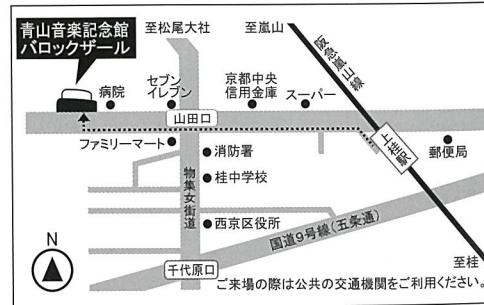 青山音楽記念館
バロックザール
至松尾大社
至嵐山
阪急嵐山線
病院
セブン
イレブン
京都中央
信用金庫
スーパー
山田口
上桂駅
郵便局
ファミリーマート
消防署
物集女街道
桂中学校
西京区役所
国道9号線(五条通)
千代原口
至桂
N
ご来場の際は公共の交通機関をご利用ください。